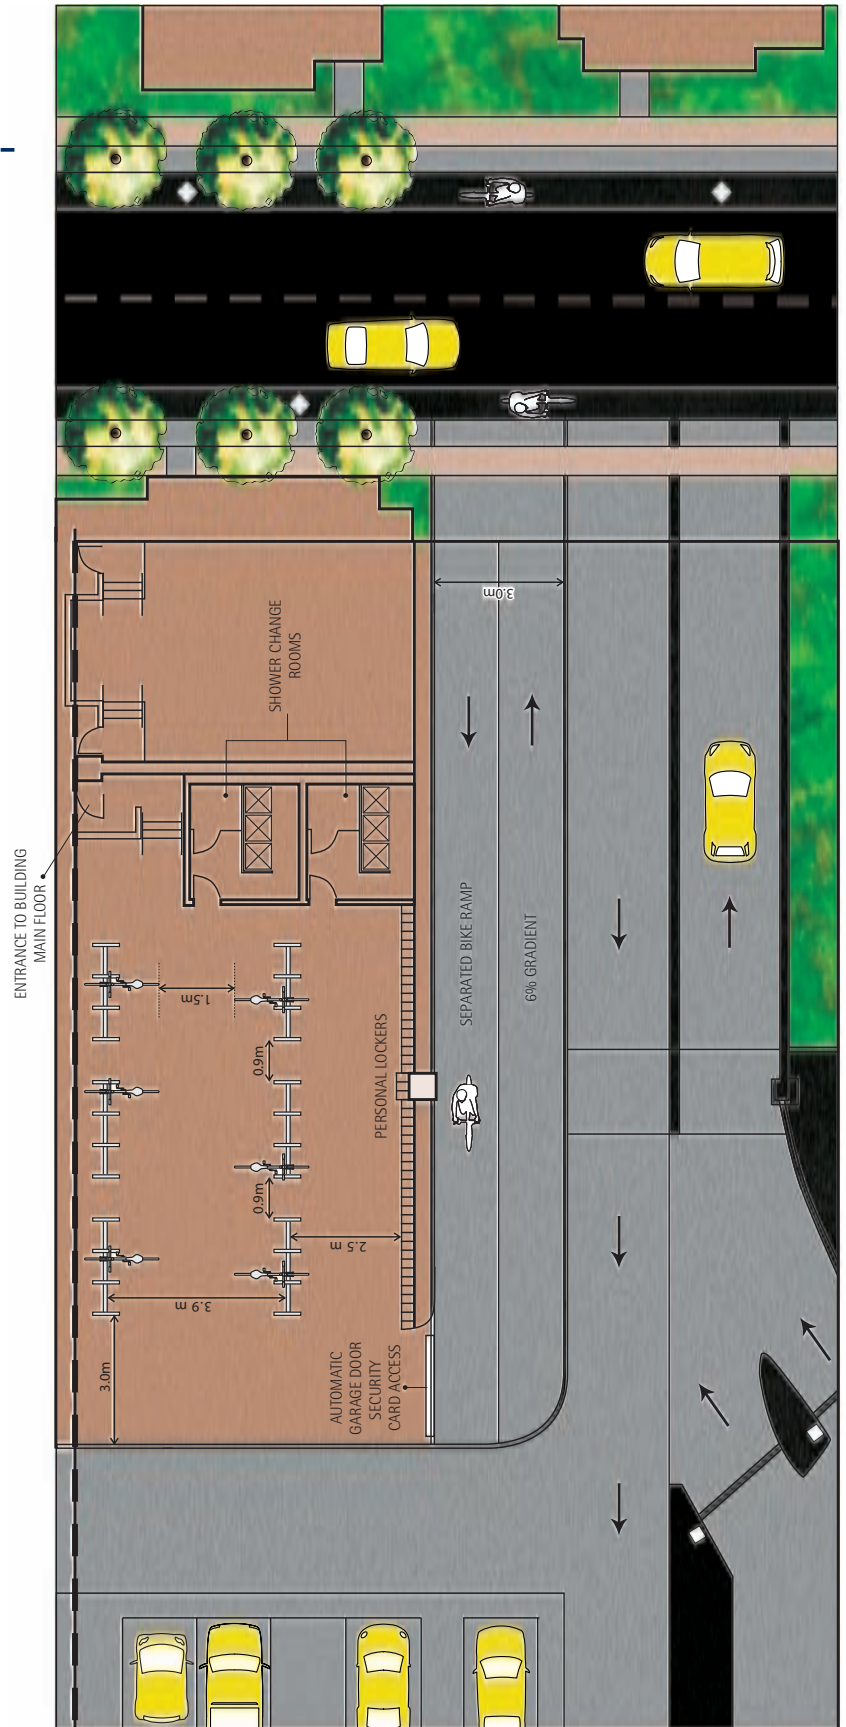 3.0m
SHOWER CHANGE
ROOMS
ENTRANCE TO BUILDING
MAIN FLOOR
SEPARATED BIKE RAMP
6% GRADIENT
1.5m
0.9m
PERSONAL LOCKERS
0.9m
2.5 m
3.9 m
3.0m
AUTOMATIC
GARAGE DOOR
SECURITY
CARD ACCESS